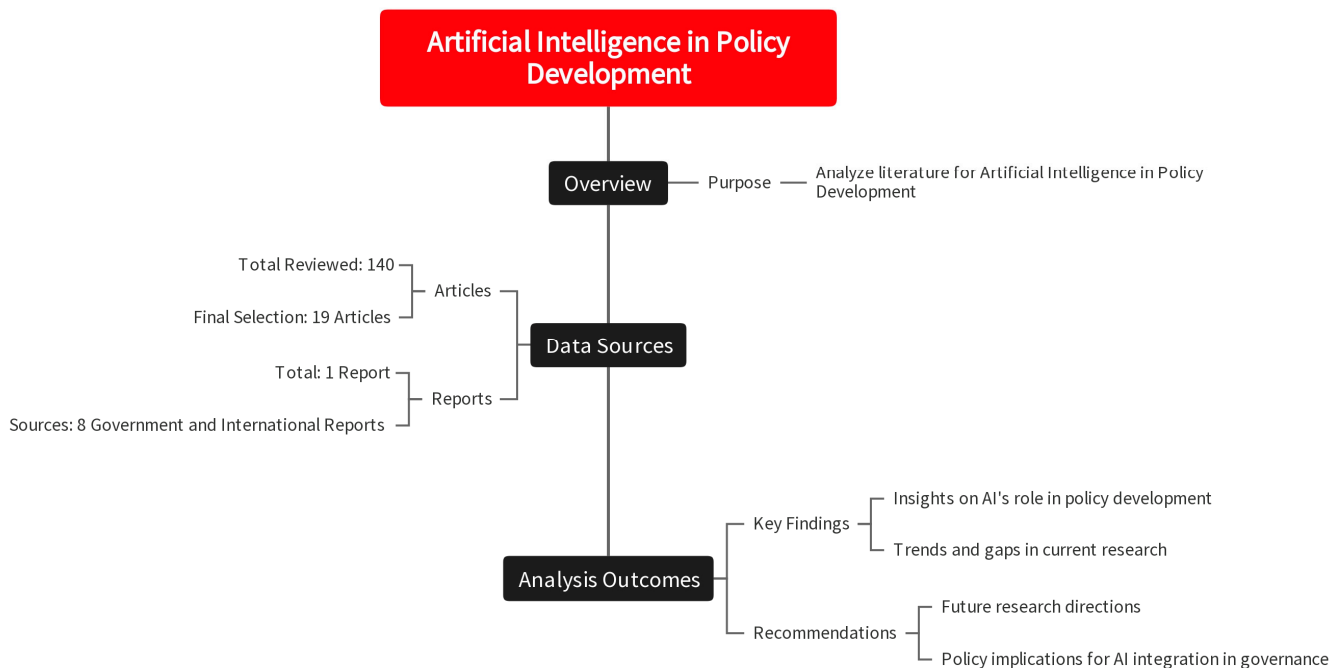 Artificial Intelligence in Policy
Development
Overview
Purpose
Analyze literature for Artificial Intelligence in Policy
Development
Data Sources
Articles
Total Reviewed: 140
Final Selection: 19 Articles
Reports
Total: 1 Report
Sources: 8 Government and International Reports
Analysis Outcomes
Key Findings
Insights on AI's role in policy development
Trends and gaps in current research
Recommendations
Future research directions
Policy implications for AI integration in governance